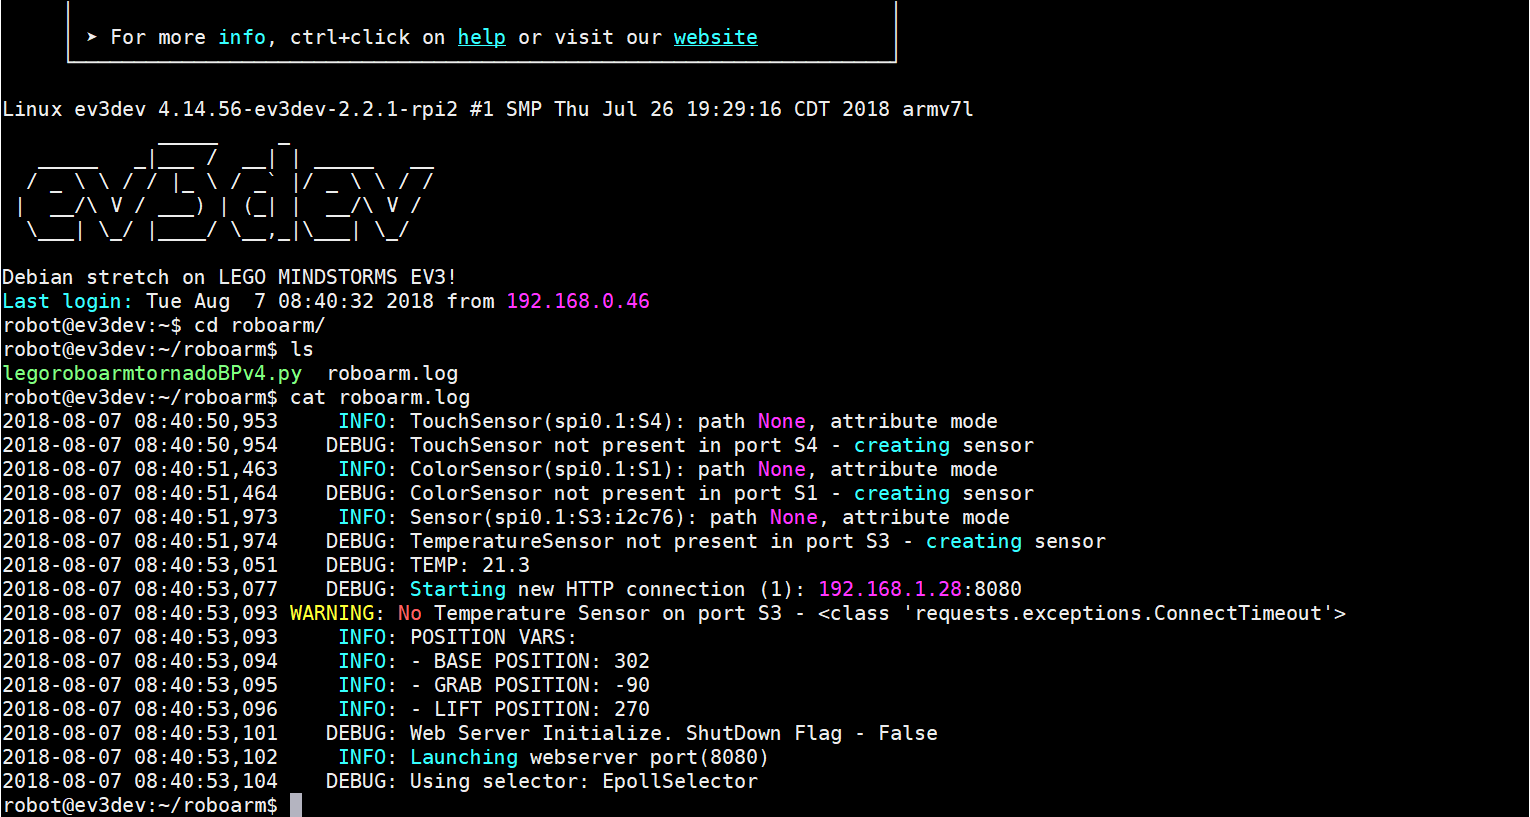 ➤ For more info, ctrl+click on help or visit our website
Linux ev3dev 4.14.56-ev3dev-2.2.1-rpi2 #1 SMP Thu Jul 26 19:29:16 CDT 2018 armv7l
             _____     _
   _____   _|___ /  __| | _____   __
  / _ \ \ / / |_ \ / _` |/ _ \ \ / /
 |  __/\ V / ___) | (_| |  __/\ V /
  \___| \_/ |____/ \__,_|\___| \_/
Debian stretch on LEGO MINDSTORMS EV3!
Last login: Tue Aug  7 08:40:32 2018 from 192.168.0.46
robot@ev3dev:~$ cd roboarm/
robot@ev3dev:~/roboarm$ ls
legoroboarmtornadoBPv4.py  roboarm.log
robot@ev3dev:~/roboarm$ cat roboarm.log
2018-08-07 08:40:50,953     INFO: TouchSensor(spi0.1:S4): path None, attribute mode
2018-08-07 08:40:50,954    DEBUG: TouchSensor not present in port S4 - creating sensor
2018-08-07 08:40:51,463     INFO: ColorSensor(spi0.1:S1): path None, attribute mode
2018-08-07 08:40:51,464    DEBUG: ColorSensor not present in port S1 - creating sensor
2018-08-07 08:40:51,973     INFO: Sensor(spi0.1:S3:i2c76): path None, attribute mode
2018-08-07 08:40:51,974    DEBUG: TemperatureSensor not present in port S3 - creating sensor
2018-08-07 08:40:53,051    DEBUG: TEMP: 21.3
2018-08-07 08:40:53,077    DEBUG: Starting new HTTP connection (1): 192.168.1.28:8080
2018-08-07 08:40:53,093 WARNING: No Temperature Sensor on port S3 - <class 'requests.exceptions.ConnectTimeout'>
2018-08-07 08:40:53,093     INFO: POSITION VARS:
2018-08-07 08:40:53,094     INFO: - BASE POSITION: 302
2018-08-07 08:40:53,095     INFO: - GRAB POSITION: -90
2018-08-07 08:40:53,096     INFO: - LIFT POSITION: 270
2018-08-07 08:40:53,101    DEBUG: Web Server Initialize. ShutDown Flag - False
2018-08-07 08:40:53,102     INFO: Launching webserver port(8080)
2018-08-07 08:40:53,104    DEBUG: Using selector: EpollSelector
robot@ev3dev:~/roboarm$